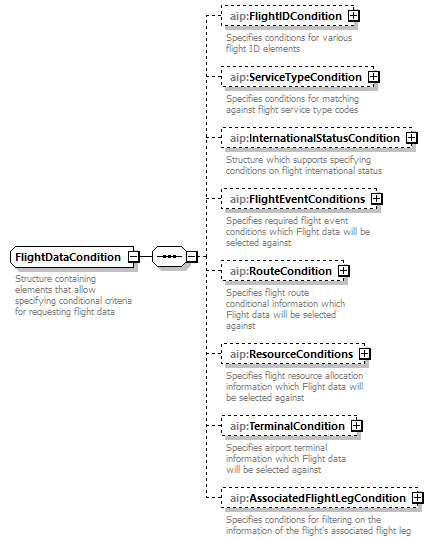 aip:FlightIDCondition
Specifies conditions for various
flight ID elements
aip:ServiceTypeCondition
Specifies conditions for matching
against flight service type codes
aip:InternationalStatusCondition
Structure which supports specifying
conditions on flight international status
aip:FlightEventConditions
Specifies required flight event
conditions which Flight data will be
selected against
FlightDataCondition
Structure containing
elements that allow
specifying conditional criteria
for requesting flight data
aip:RouteCondition
Specifies flight route
conditional information which
Flight data will be selected
against
aip:ResourceConditions
Specifies flight resource allocation
information which Flight data will
be selected against
aip:TerminalCondition
Specifies airport terminal
information which Flight data
will be selected against
aip:AssociatedFlightLegCondition
Specifies conditions for filtering on the
information of the flight's associated flight leg